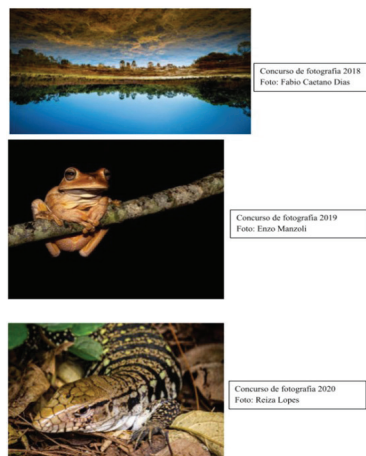 Concurso de fotografia 2018
Foto: Fabio Caetano Dias
Concurso de fotografia 2019
Foto: Enzo Manzoli
Concurso de fotografia 2020
Foto: Reiza Lopes